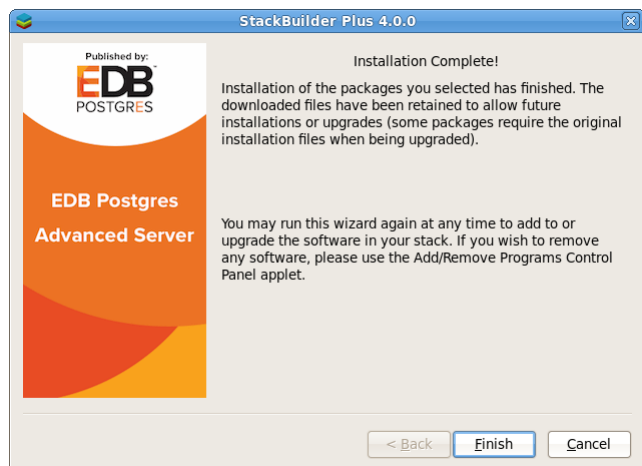 StackBuilder Plus 4.0.0
Published by:
EDB
POSTGRES
EDB Postgres
Advanced Server
Installation Complete!
Installation of the packages you selected has finished. The
downloaded files have been retained to allow future
installations or upgrades (some packages require the original
installation files when being upgraded).
You may run this wizard again at any time to add to or
upgrade the software in your stack. If you wish to remove
any software, please use the Add/Remove Programs Control
Panel applet.
< Back
Finish
Cancel